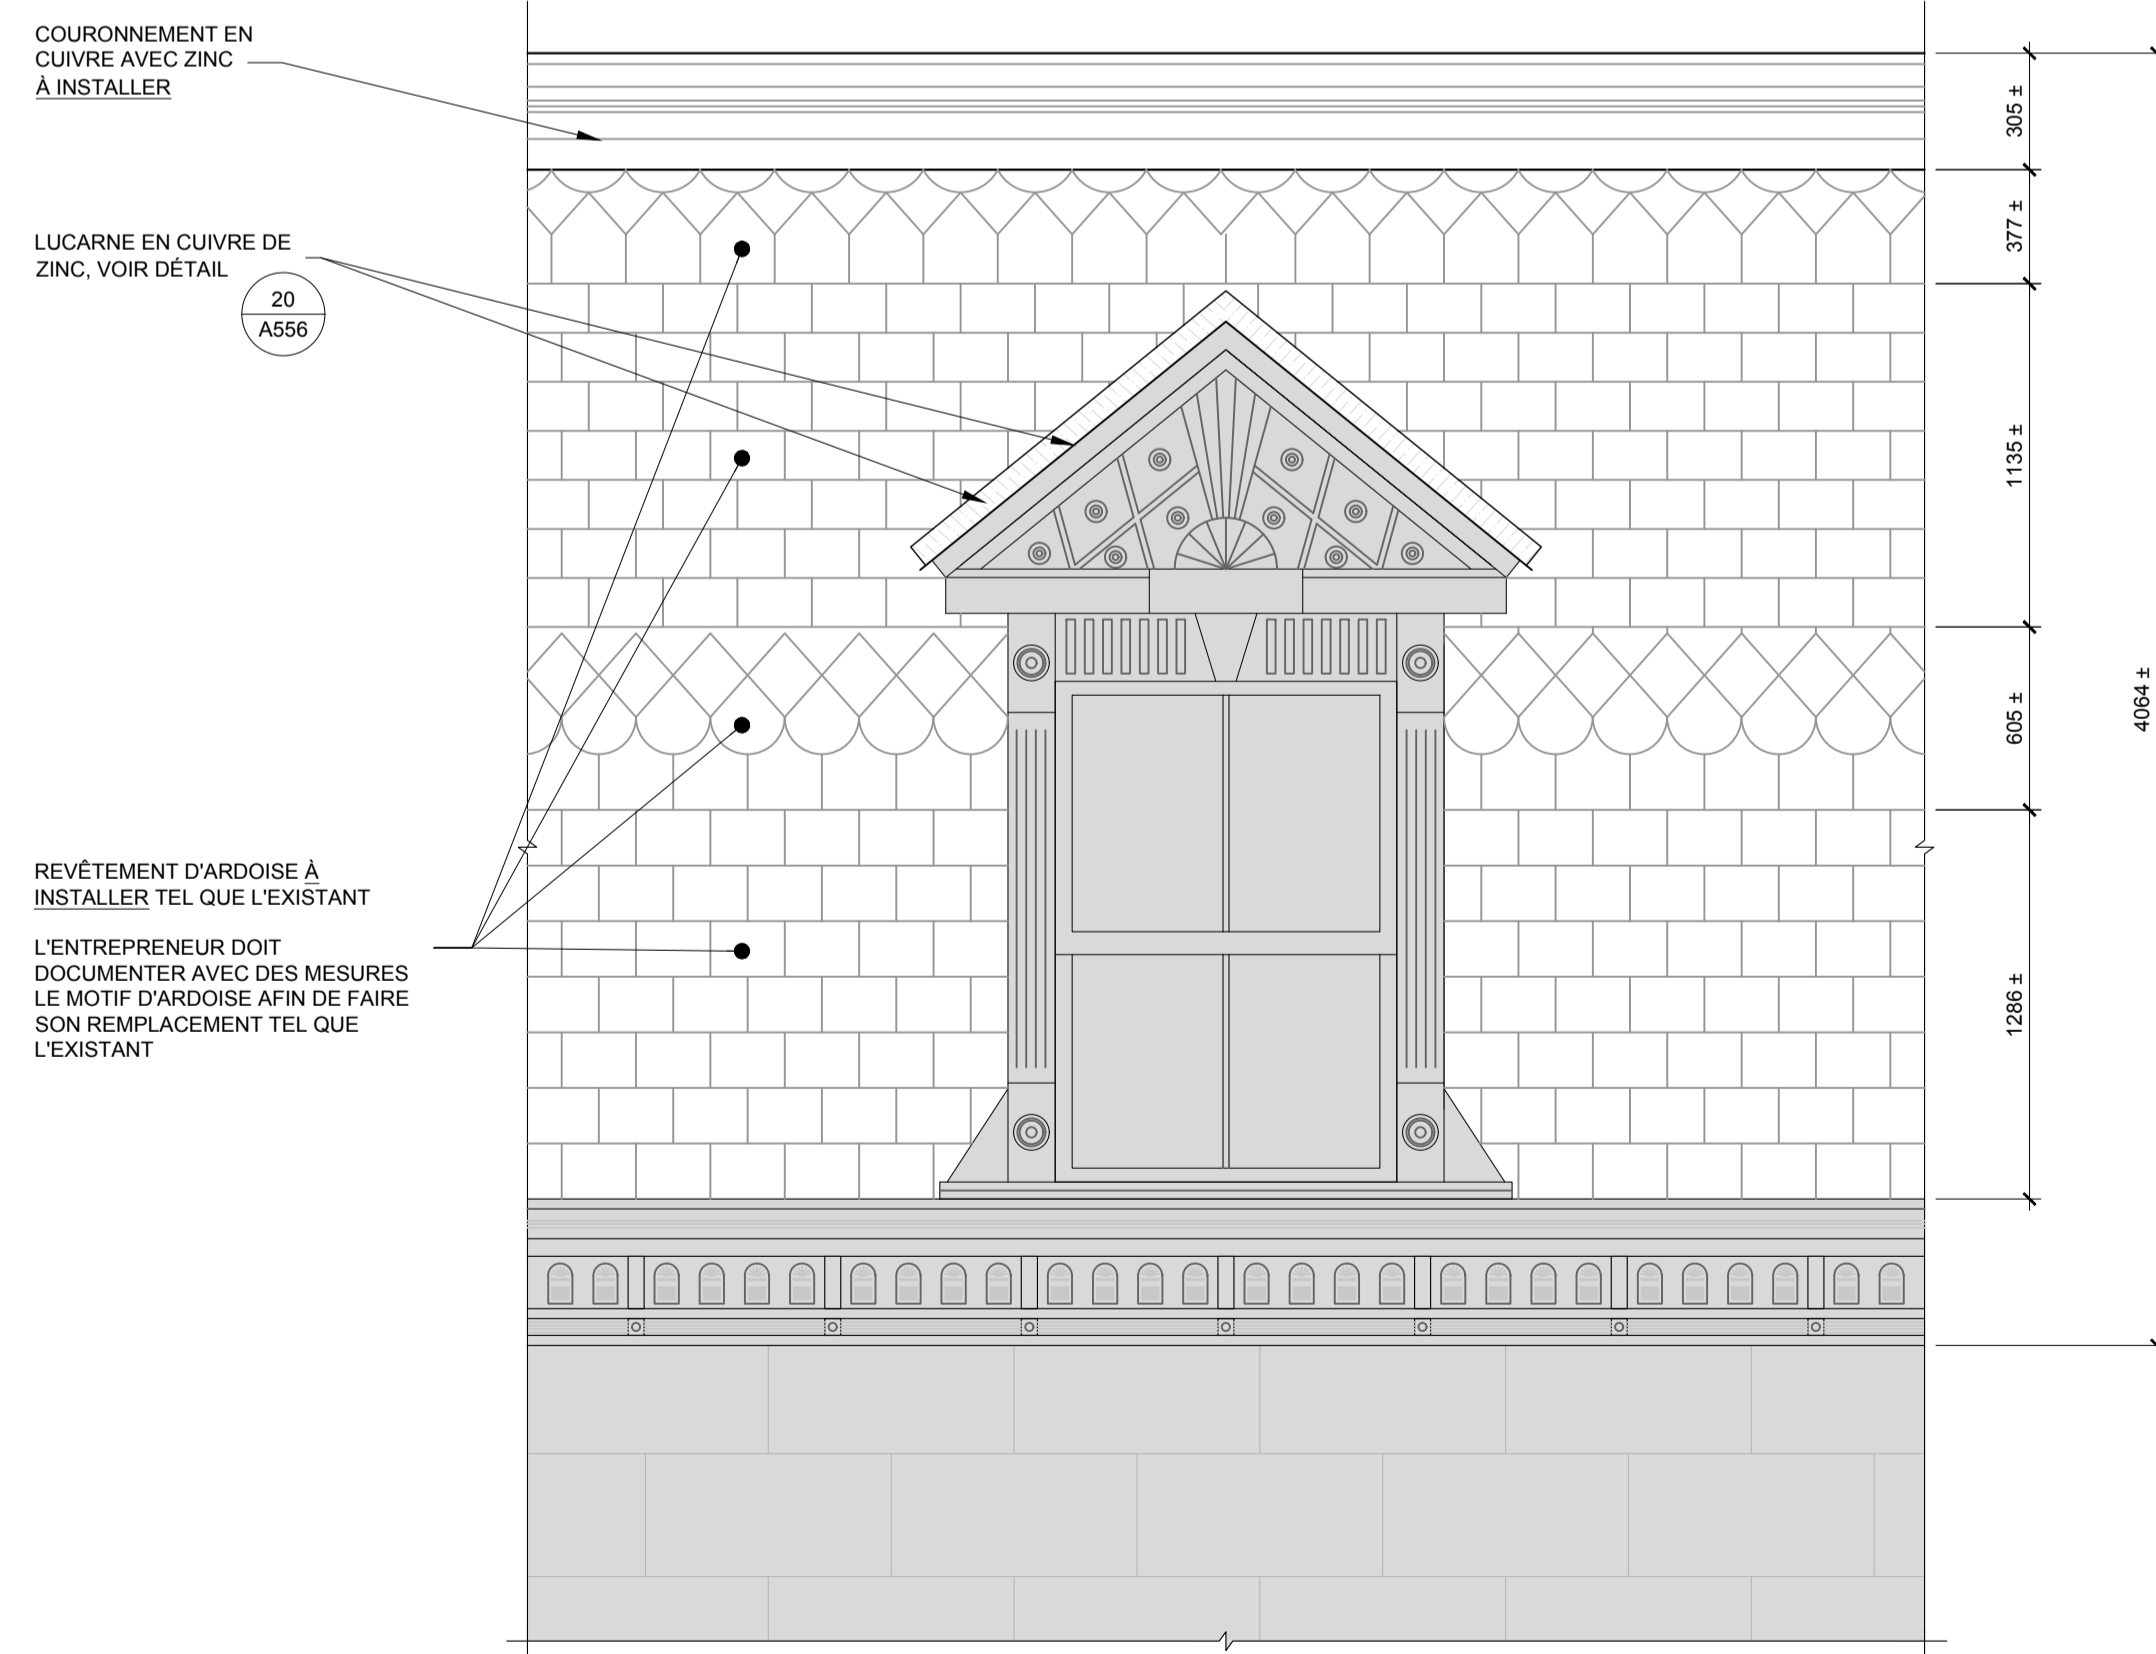 COURONNEMENT EN
CUIVRE AVEC ZINC
À INSTALLER
LUCARNE EN CUIVRE DE
ZINC, VOIR DÉTAIL
20
A556
REVÊTEMENT D'ARDOISE À
INSTALLER TEL QUE L'EXISTANT
L'ENTREPRENEUR DOIT
DOCUMENTER AVEC DES MESURES
LE MOTIF D'ARDOISE AFIN DE FAIRE
SON REMPLACEMENT TEL QUE
L'EXISTANT
305 ±
377 ±
1135 ±
605 ±
1286 ±
4064 ±